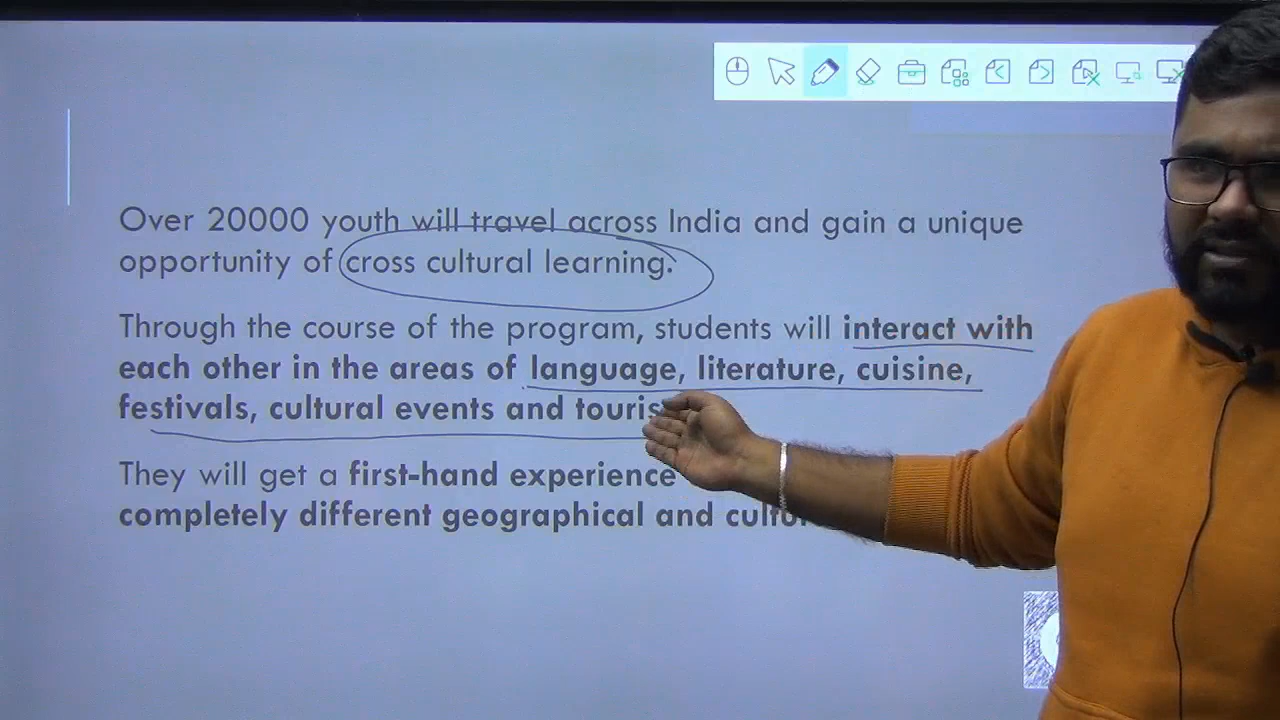 Over 20000 youth will travel across India and gain a unique
opportunity of cross cultural learning.
Through the course of the program, students will interact with
each other in the areas of language, literature, cuisine,
festivals, cultural events and
They will get a first-hand experience
completely different geographical and